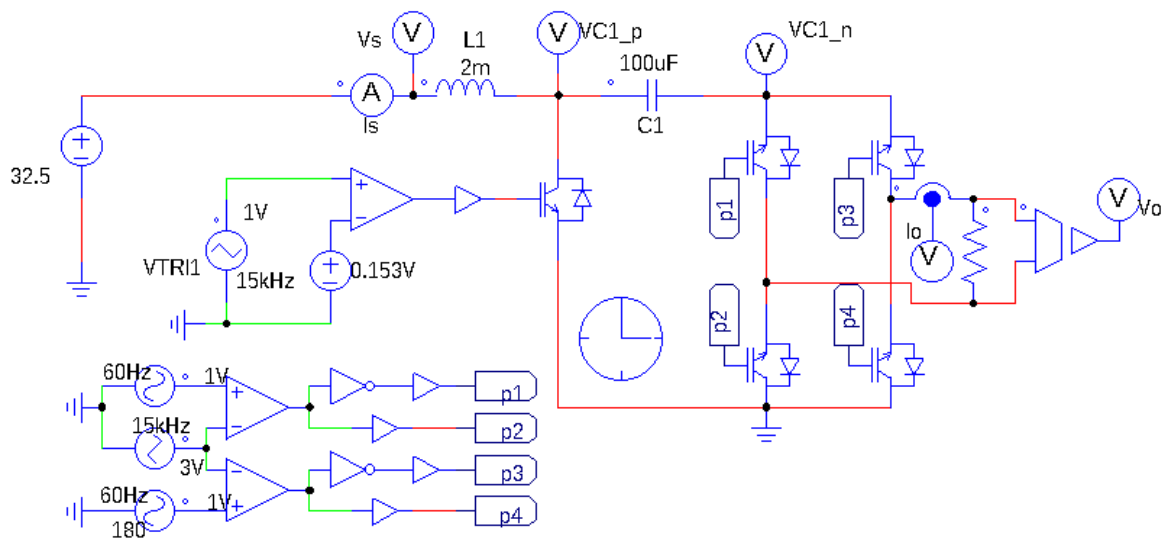 Vs
V
L1
2m
V
VC1_p
V
VC1_n
100uF
C1
A
Is
32.5
1V
VTRI1
15kHz
0.153V
p1
p3
Io
V
V
Vo
p2
p4
60Hz
1V
15kHz
3V
60Hz
1V
180
p1
p2
p3
p4